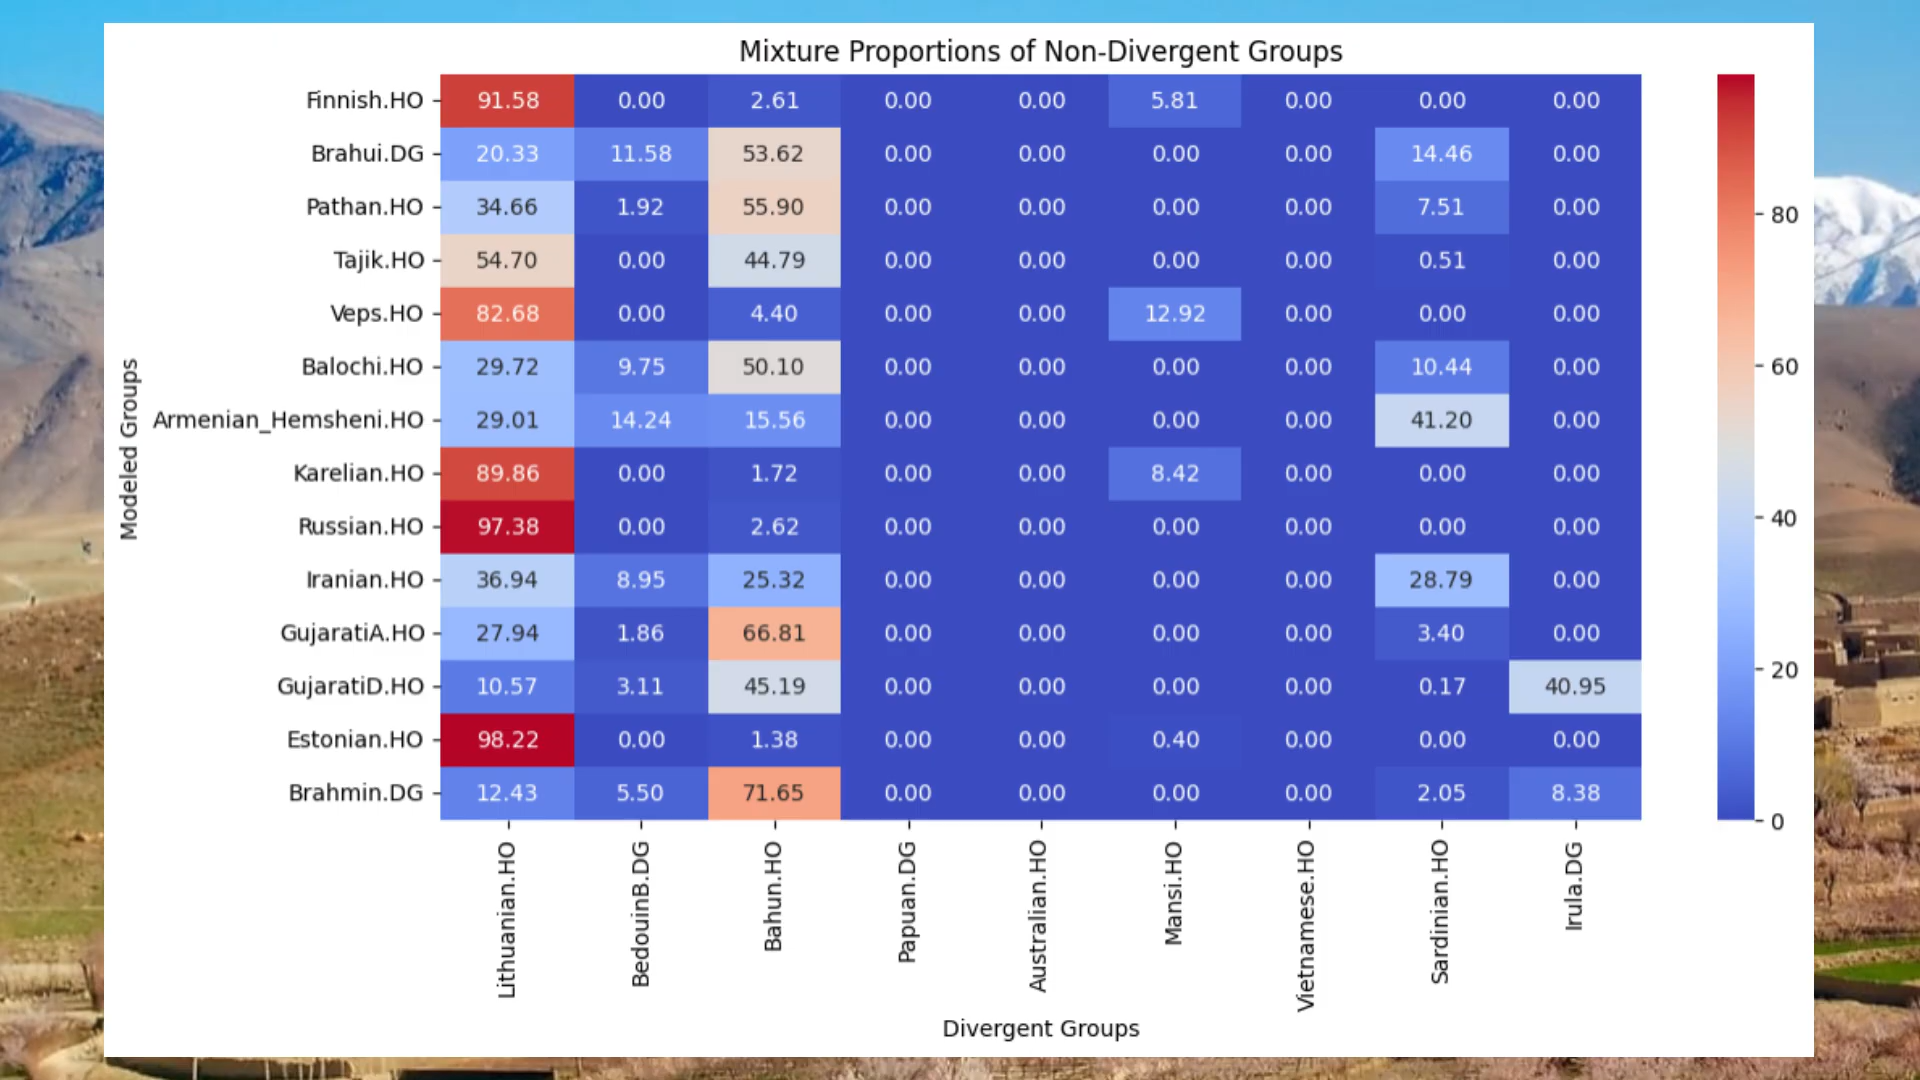 Mixture Proportions of Non-Divergent Groups
Modeled Groups
Finnish.HO 91.58 0.00 2.61 0.00 0.00 5.81 0.00 0.00 0.00
Brahui.DG 20.33 11.58 53.62 0.00 0.00 0.00 0.00 14.46 0.00
Pathan.HO 34.66 1.92 55.90 0.00 0.00 0.00 0.00 7.51 0.00
Tajik.HO 54.70 0.00 44.79 0.00 0.00 0.00 0.00 0.51 0.00
Veps.HO 82.68 0.00 4.40 0.00 0.00 12.92 0.00 0.00 0.00
Balochi.HO 29.72 9.75 50.10 0.00 0.00 0.00 0.00 10.44 0.00
Armenian_Hemsheni.HO 29.01 14.24 15.56 0.00 0.00 0.00 0.00 41.20 0.00
Karelian.HO 89.86 0.00 1.72 0.00 0.00 8.42 0.00 0.00 0.00
Russian.HO 97.38 0.00 2.62 0.00 0.00 0.00 0.00 0.00 0.00
Iranian.HO 36.94 8.95 25.32 0.00 0.00 0.00 0.00 28.79 0.00
GujaratiA.HO 27.94 1.86 66.81 0.00 0.00 0.00 0.00 3.40 0.00
GujaratiD.HO 10.57 3.11 45.19 0.00 0.00 0.00 0.00 0.17 40.95
Estonian.HO 98.22 0.00 1.38 0.00 0.00 0.40 0.00 0.00 0.00
Brahmin.DG 12.43 5.50 71.65 0.00 0.00 0.00 0.00 2.05 8.38
Lithuanian.HO
BedouinB.DG
Bahun.HO
Papuan.DG
Australian.HO
Mansi.HO
Vietnamese.HO
Sardinian.HO
Irula.DG
Divergent Groups
80
60
40
20
0